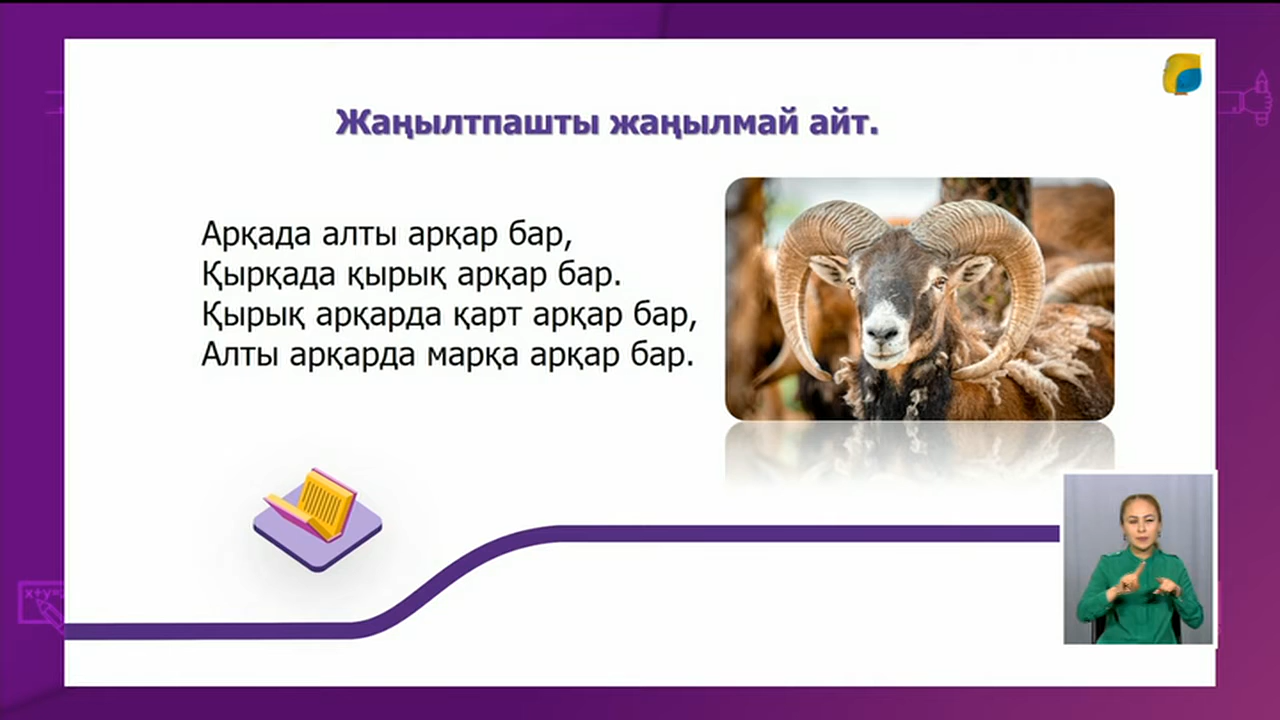 Жаңылтпашты жаңылмай айт.
Арқада алты арқар бар,
Қырқада қырық арқар бар.
Қырық арқарда қарт арқар бар,
Алты арқарда марқа арқар бар.
x+y=